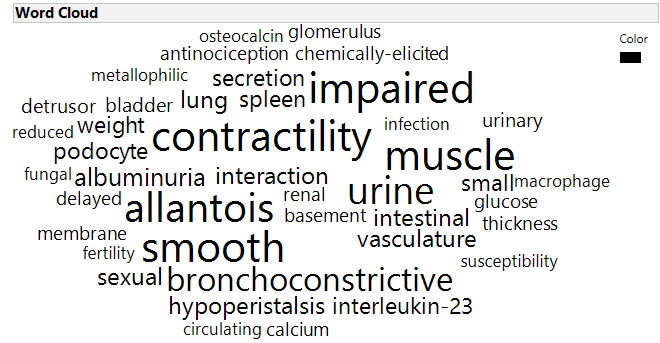 Word Cloud
Color
osteocalcin glomerulus
antinociception chemically-elicited
metallophilic secretion impaired
detrusor bladder lung spleen
reduced weight contractility infection urinary
podocyte muscle
fungal albuminuria interaction urine small macrophage
delayed allantois renal glucose
basement intestinal thickness
membrane smooth vasculature
fertility susceptibility
sexual bronchoconstrictive
hypoperistalsis interleukin-23
circulating calcium